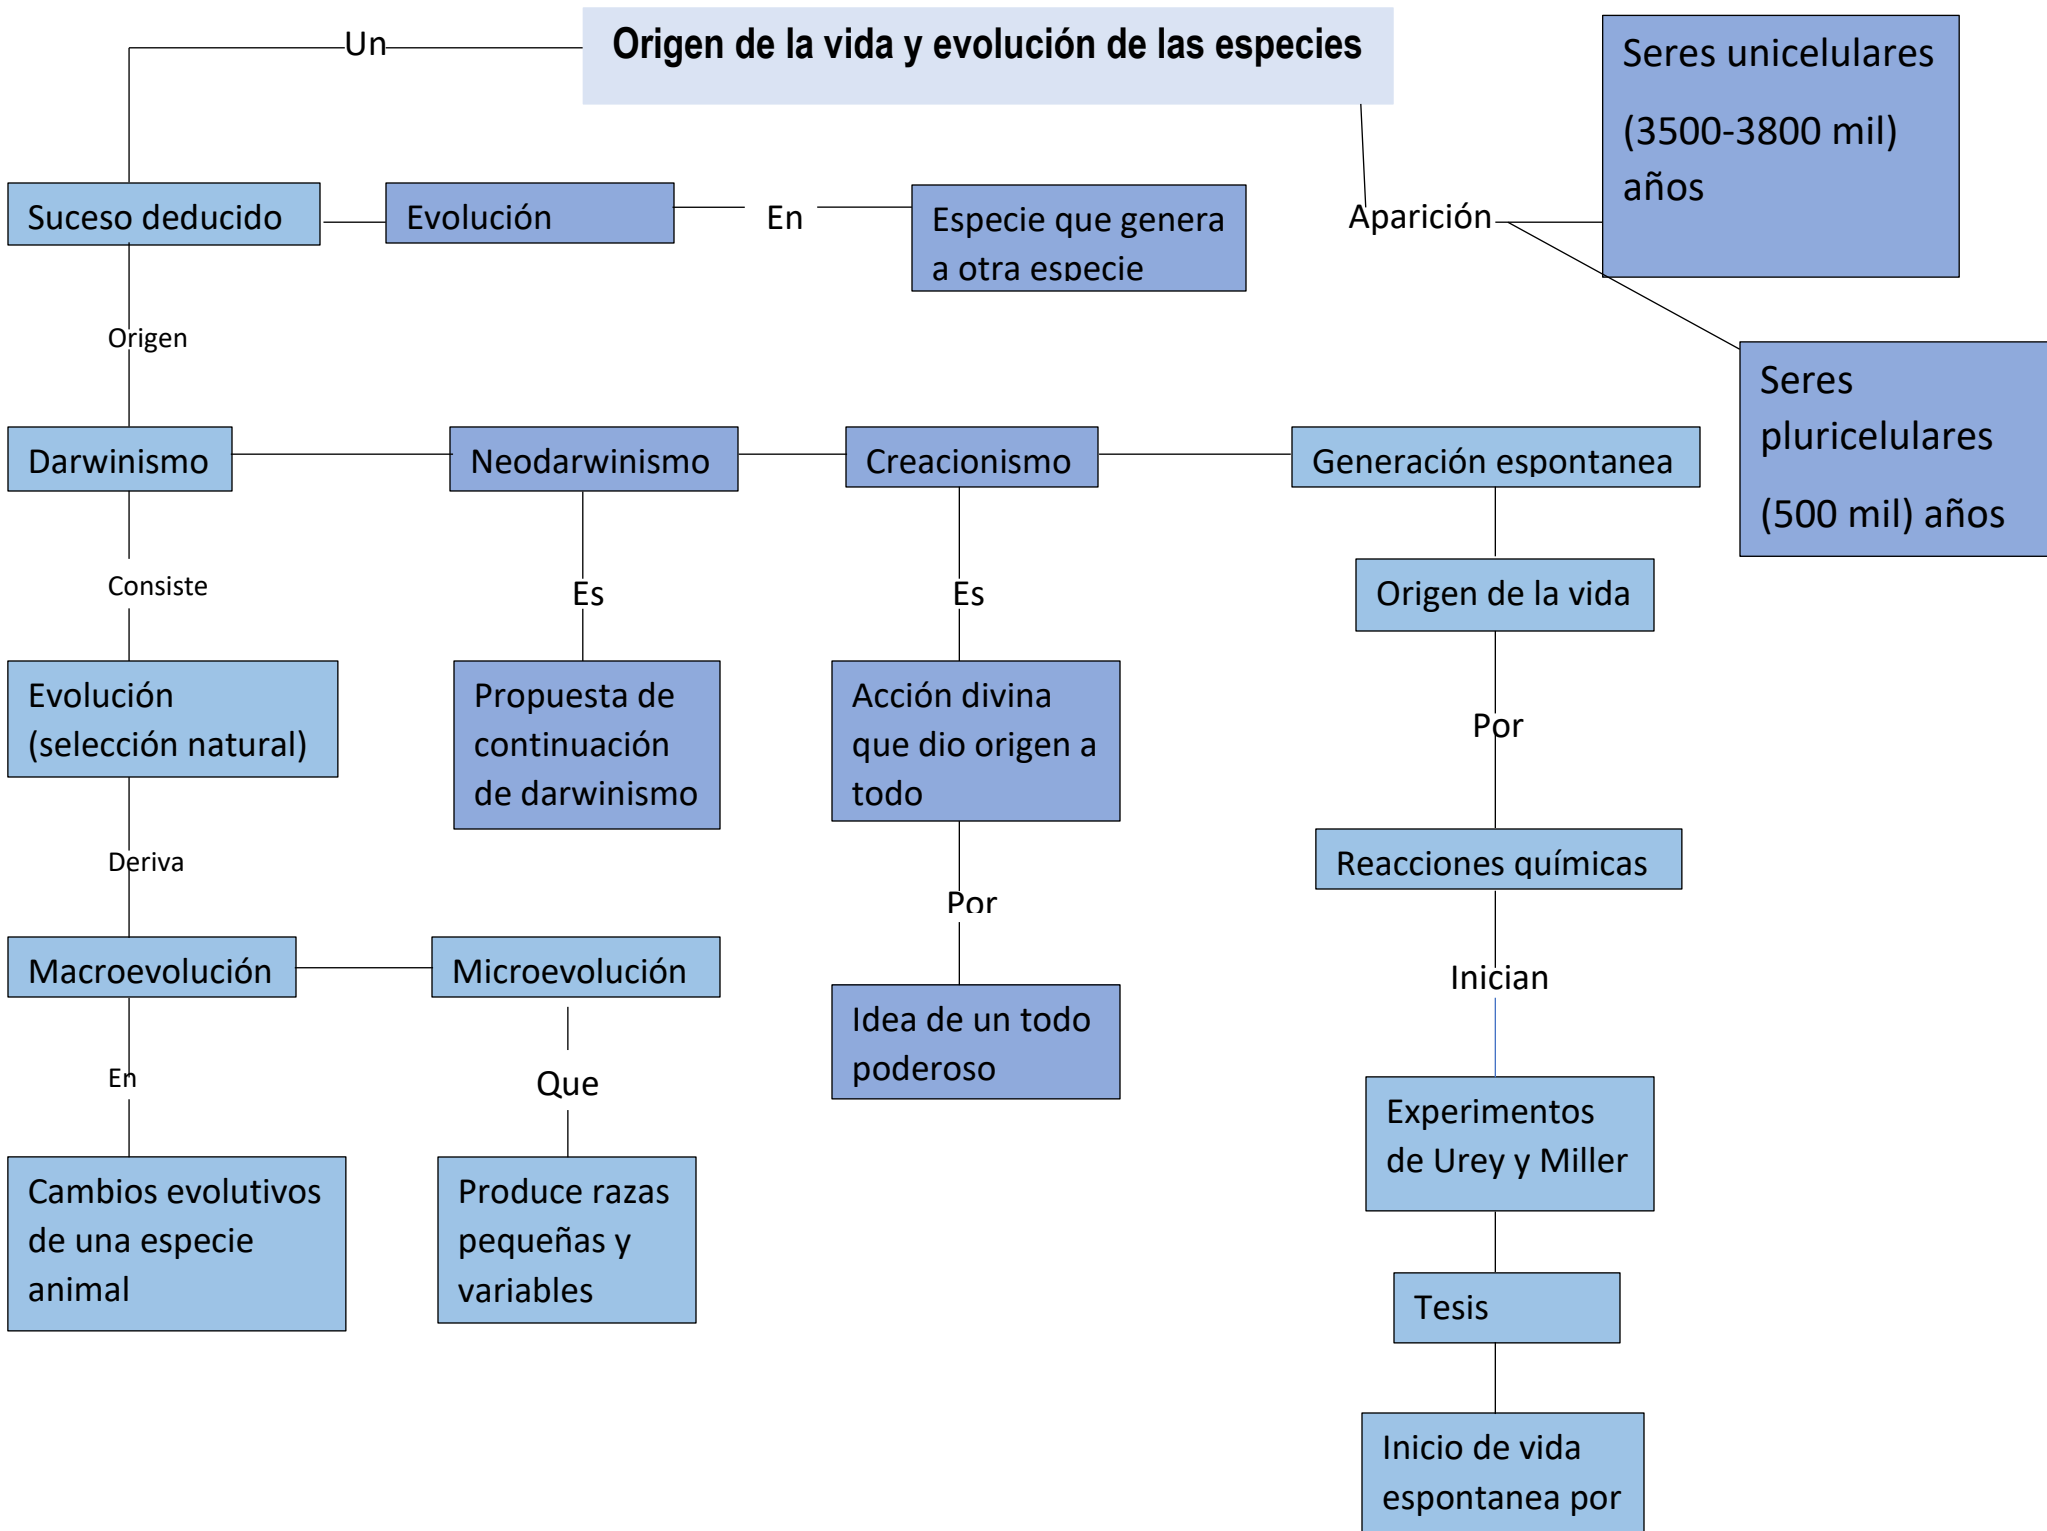 Un
Origen de la vida y evolución de las especies
Seres unicelulares
(3500-3800 mil)
años
Suceso deducido
Evolución
En
Especie que genera
a otra especie
Aparición
Origen
Seres
pluricelulares
(500 mil) años
Darwinismo
Neodarwinismo
Creacionismo
Generación espontanea
Consiste
Es
Es
Origen de la vida
Evolución
(selección natural)
Propuesta de
continuación
de darwinismo
Acción divina
que dio origen a
todo
Por
Deriva
Reacciones químicas
Por
Macroevolución
Microevolución
Inician
Idea de un todo
poderoso
En
Que
Experimentos
de Urey y Miller
Cambios evolutivos
de una especie
animal
Produce razas
pequeñas y
variables
Tesis
Inicio de vida
espontanea por